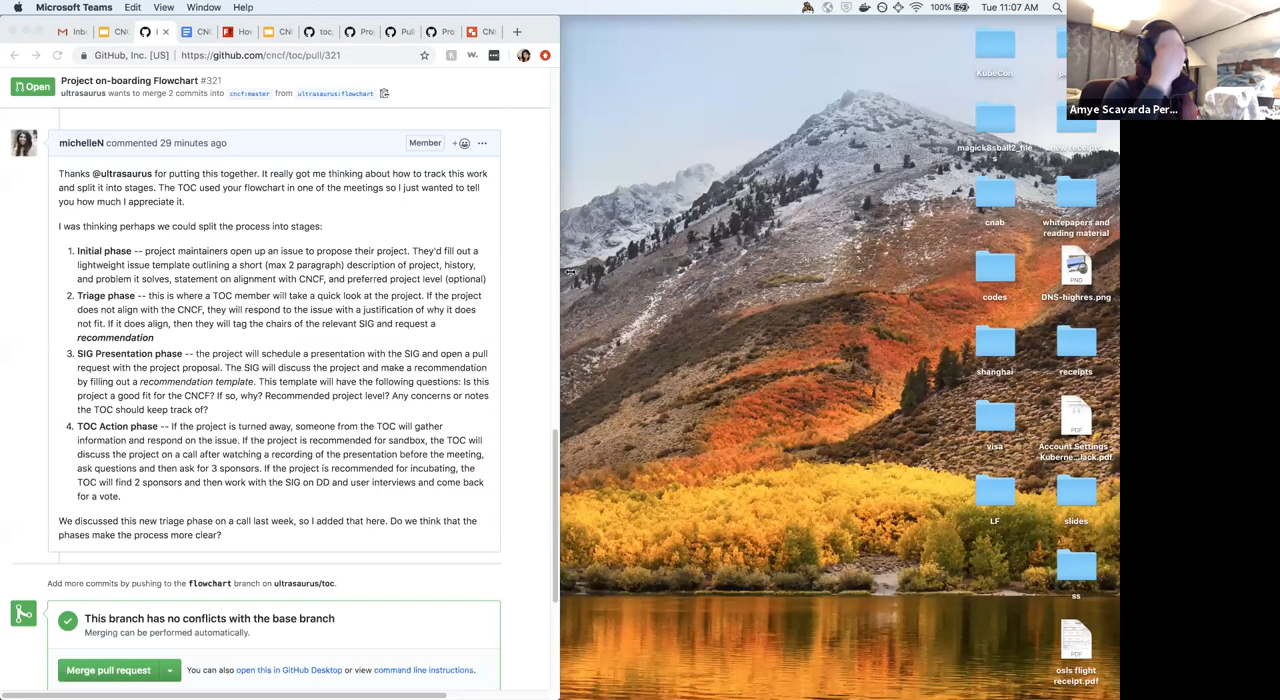 Microsoft Teams Edit View Window Help 100% Tue 11:07 AM
Inb CN CN Ho CN toc Pro Pull Pro CN
GitHub, Inc. [US] https://github.com/cncf/toc/pull/321
Open Project on-boarding Flowchart #321
ultrasaurus wants to merge 2 commits into cncf:master from ultrasaurus:flowchart
michelleN commented 29 minutes ago Member
Thanks @ultrasaurus for putting this together. It really got me thinking about how to track this work
and split it into stages. The TOC used your flowchart in one of the meetings so I just wanted to tell
you how much I appreciate it.
I was thinking perhaps we could split the process into stages:
1. Initial phase -- project maintainers open up an issue to propose their project. They'd fill out a
lightweight issue template outlining a short (max 2 paragraph) description of project, history,
and problem it solves, statement on alignment with CNCF, and preferred project level (optional)
2. Triage phase -- this is where a TOC member will take a quick look at the project. If the project
does not align with the CNCF, they will respond to the issue with a justification of why it does
not fit. If it does align, then they will tag the chairs of the relevant SIG and request a
recommendation
3. SIG Presentation phase -- the project will schedule a presentation with the SIG and open a pull
request with the project proposal. The SIG will discuss the project and make a recommendation
by filling out a recommendation template. This template will have the following questions: Is this
project a good fit for the CNCF? If so, why? Recommended project level? Any concerns or notes
the TOC should keep track of?
4. TOC Action phase -- If the project is turned away, someone from the TOC will gather
information and respond on the issue. If the project is recommended for sandbox, the TOC will
discuss the project on a call after watching a recording of the presentation before the meeting,
ask questions and then ask for 3 sponsors. If the project is recommended for incubating, the
TOC will find 2 sponsors and then work with the SIG on DD and user interviews and come back
for a vote.
We discussed this new triage phase on a call last week, so I added that here. Do we think that the
phases make the process more clear?
Add more commits by pushing to the flowchart branch on ultrasaurus/toc.
This branch has no conflicts with the base branch
Merging can be performed automatically.
Merge pull request You can also open this in GitHub Desktop or view command line instructions.
KubeCon
magick8sball2_file
s
cnab
whitepapers and
reading material
codes
PNG
DNS-highres.png
shanghai
receipts
visa
PDF
Account Settings -
Kuberne...lack.pdf
LF
slides
ss
PDF
osls flight
receipt.pdf
Amye Scavarda Per...